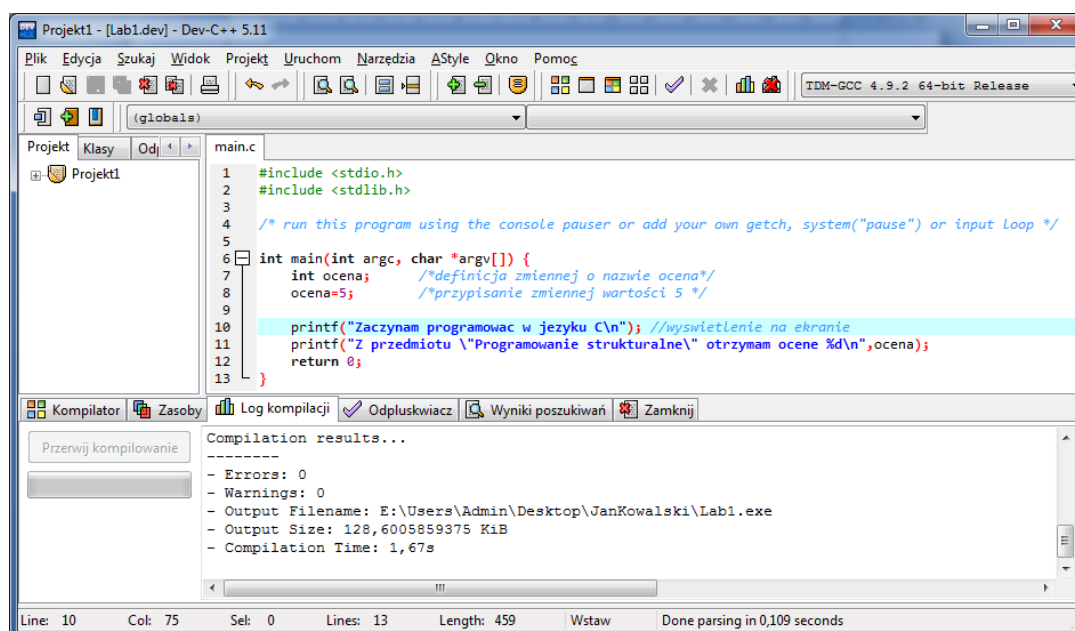 Projekt1 - [Lab1.dev] - Dev-C++ 5.11
Plik Edycja Szukaj Widok Projekt Uruchom Narzędzia AStyle Okno Pomoc
TDM-GCC 4.9.2 64-bit Release
(globals)
Projekt Klasy Od
main.c
Projekt1
1 #include <stdio.h>
2 #include <stdlib.h>
3
4 /* run this program using the console pauser or add your own getch, system("pause") or input loop */
5
6 int main(int argc, char *argv[]) {
7 int ocena; /*definicja zmiennej o nazwie ocena*/
8 ocena=5; /*przypisanie zmiennej wartości 5 */
9
10 printf("Zaczynam programowac w jezyku C\n"); //wyswietlenie na ekranie
11 printf("Z przedmiotu \"Programowanie strukturalne\" otrzymam ocene %d\n",ocena);
12 return 0;
13 }
Kompilator Zasoby Log kompilacji Odpluskwiacz Wyniki poszukiwań Zamknij
Przerwij kompilowanie
Compilation results...
--------
- Errors: 0
- Warnings: 0
- Output Filename: E:\Users\Admin\Desktop\JanKowalski\Lab1.exe
- Output Size: 128,6005859375 KiB
- Compilation Time: 1,67s
Line: 10 Col: 75 Sel: 0 Lines: 13 Length: 459 Wstaw Done parsing in 0,109 seconds